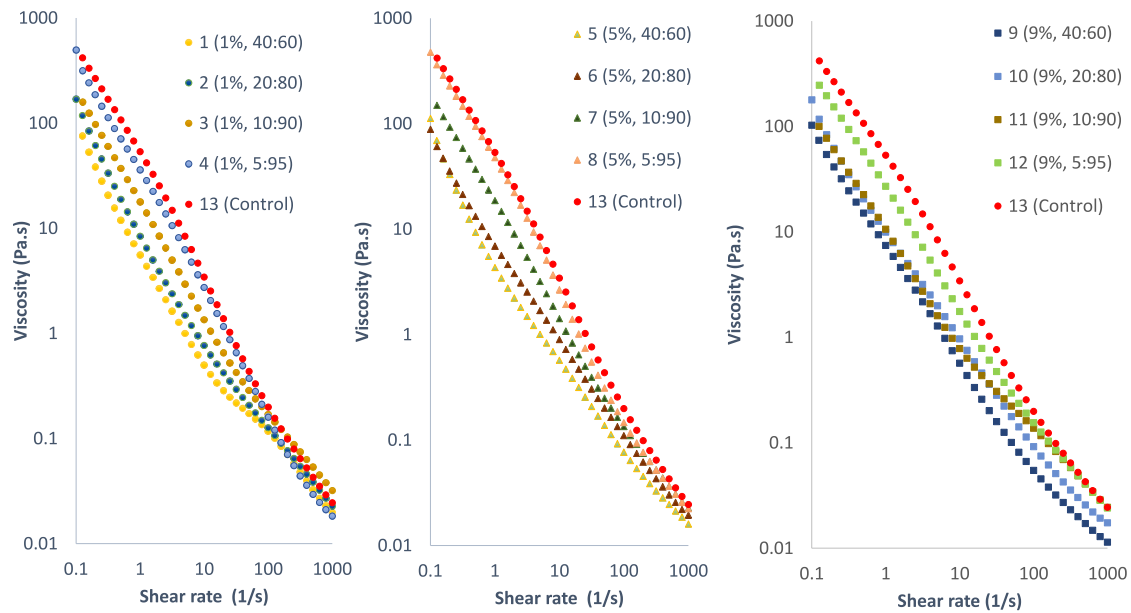 1000
100
10
1
0.1
0.01
Viscosity (Pa.s)
1 (1%, 40:60)
2 (1%, 20:80)
3 (1%, 10:90)
4 (1%, 5:95)
13 (Control)
0.1 1 10 100 1000
Shear rate (1/s)
1000
100
10
1
0.1
0.01
Viscosity (Pa.s)
5 (5%, 40:60)
6 (5%, 20:80)
7 (5%, 10:90)
8 (5%, 5:95)
13 (Control)
0.1 1 10 100 1000
Shear rate (1/s)
1000
100
10
1
0.1
0.01
Viscosity (Pa.s)
9 (9%, 40:60)
10 (9%, 20:80)
11 (9%, 10:90)
12 (9%, 5:95)
13 (Control)
0.1 1 10 100 1000
Shear rate (1/s)